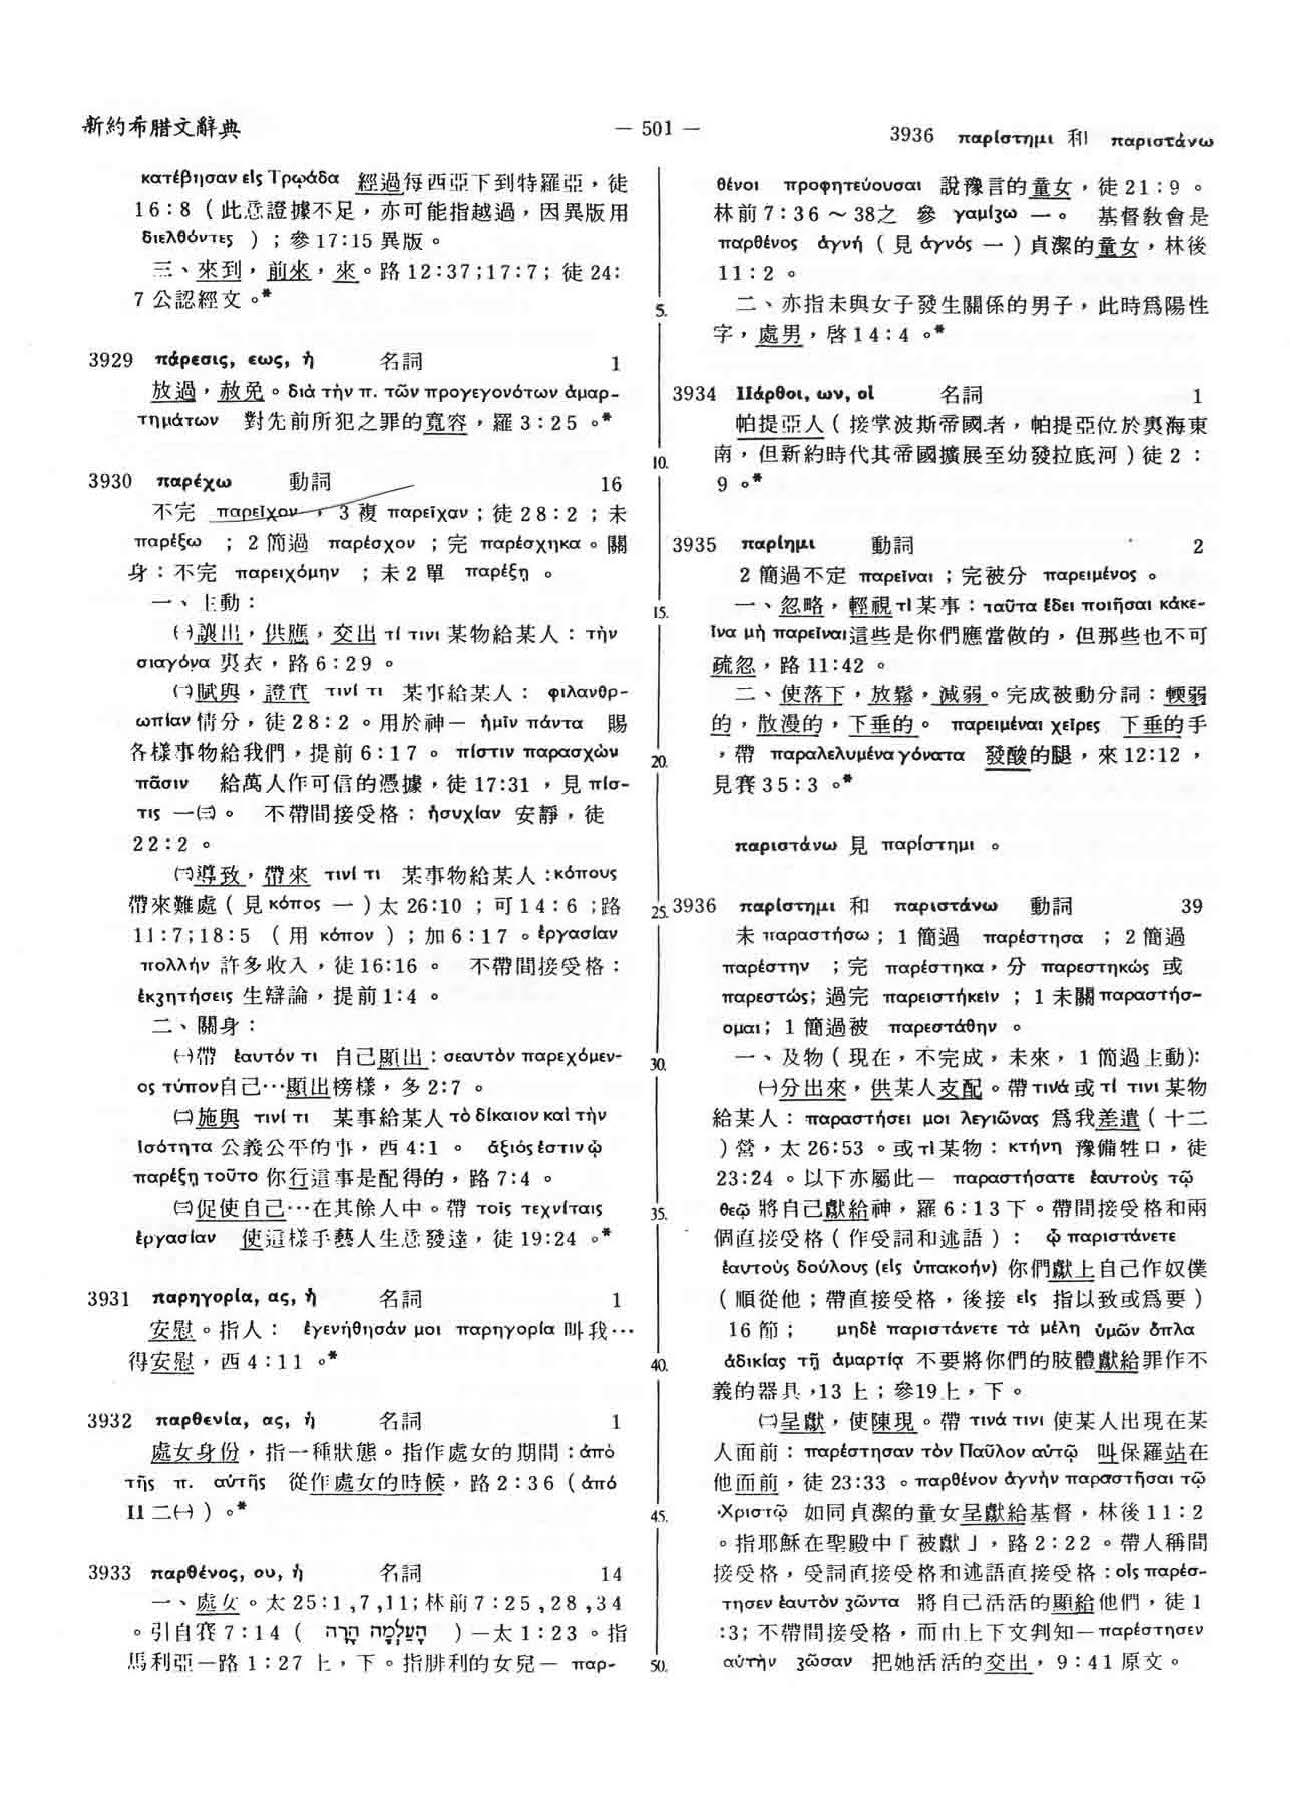 新約希腊文辭典
— 501 —
3936 παρίστημι 和 παριστάνω
κατέβησαν εἰς Τρῳάδα 經過每西亞下到特羅亞，徒
16:8（此意證據不足，亦可能指越過，因異版用
διελθόντες ）；參17:15異版。
三、來到，前來，來。路12:37;17:7; 徒24:
7公認經文。*
3929 πάρεσις, εως, ἡ 名詞 1
放過，赦免。διὰ τὴν π. τῶν προγεγονότων ἁμαρ-
τημάτων 對先前所犯之罪的寬容，羅3:25。*
3930 παρέχω 動詞 16
不完 παρεῖχον，3複 παρεῖχαν；徒28:2；未
παρέξω ；2簡過 παρέσχον ；完 παρέσχηκα。關
身：不完 παρειχόμην ；未2單 παρέξῃ 。
一、主動：
㈠讓出，供應，交出 τί τινι 某物給某人：τὴν
σιαγόνα 裏衣，路6:29。
㈡賦與，證實 τινί τι 某事給某人： φιλανθρ-
ωπίαν 情分，徒28:2。用於神— ἡμῖν πάντα 賜
各樣事物給我們，提前6:17。 πίστιν παρασχὼν
πᾶσιν 給萬人作可信的憑據，徒17:31 ，見 πίσ-
τις 一㈢。 不帶間接受格：ἡσυχίαν 安靜，徒
22:2 。
㈢導致，帶來 τινί τι 某事物給某人：κόπους
帶來難處（見κόπος 一）太26:10 ；可14:6 ;路
11:7;18:5 （用 κόπον ）；加6:17 。ἐργασίαν
πολλήν 許多收入，徒16:16 。 不帶間接受格：
ἐκζητήσεις 生辯論，提前1:4 。
二、關身：
㈠帶 ἑαυτόν τι 自己顯出：σεαυτὸν παρεχόμεν-
ος τύπον自己…顯出榜樣，多2:7 。
㈡施與 τινί τι 某事給某人 τὸ δίκαιον καὶ τὴν
ἰσότητα 公義公平的事，西4:1 。 ἄξιός ἐστιν ᾧ
παρέξῃ τοῦτο 你行這事是配得的，路7:4 。
㈢促使自己…在其餘人中。帶 τοῖς τεχνίταις
ἐργασίαν 使這樣手藝人生意發達，徒19:24 。*
3931 παρηγορία, ας, ἡ 名詞 1
安慰。指人： ἐγενήθησάν μοι παρηγορία 叫我…
得安慰，西4:11 。*
3932 παρθενία, ας, ἡ 名詞 1
處女身份，指一種狀態。指作處女的期間：ἀπὸ
τῆς π. αὐτῆς 從作處女的時候，路2:36（ἀπό
II二㈠）。*
3933 παρθένος, ου, ἡ 名詞 14
一、處女。太25:1,7,11;林前7:25,28,34
。引自賽7:14（ הָעַלְמָה הָרָה ）—太1:23。指
馬利亞—路1:27 上，下。指腓利的女兒— παρ-
5.
10.
15.
20.
25.
30.
35.
40.
45.
50.
θένοι προφητεύουσαι 說豫言的童女，徒21:9 。
林前7:36～38之 參 γαμίζω 一。 基督教會是
παρθένος ἁγνή（見 ἁγνός 一）貞潔的童女，林後
11:2 。
二、亦指未與女子發生關係的男子，此時爲陽性
字，處男，啓14:4 。*
3934 Πάρθοι, ων, οἱ 名詞 1
帕提亞人（接掌波斯帝國者，帕提亞位於裏海東
南，但新約時代其帝國擴展至幼發拉底河）徒2 :
9 。*
3935 παρίημι 動詞 2
2簡過不定 παρεῖναι ；完被分 παρειμένος 。
一、忽略，輕視 τὶ 某事：ταῦτα ἔδει ποιῆσαι κἀκε-
ῖνα μὴ παρεῖναι這些是你們應當做的，但那些也不可
疏忽，路11:42 。
二、使落下，放鬆，減弱。完成被動分詞：輭弱
的，散漫的，下垂的。 παρειμέναι χεῖρες 下垂的手
，帶 παραλελυμένα γόνατα 發酸的腿，來12:12 ，
見賽35:3 。*
παριστάνω 見 παρίστημι 。
3936 παρίστημι 和 παριστάνω 動詞 39
未 παραστήσω；1簡過 παρέστησα ；2簡過
παρέστην ；完 παρέστηκα，分 παρεστηκώς 或
παρεστώς；過完 παρειστήκειν ；1未關παραστήσ-
ομαι；1簡過被 παρεστάθην 。
一、及物（現在，不完成，未來，1簡過主動)：
㈠分出來，供某人支配。帶 τινά 或 τί τινι 某物
給某人：παραστήσει μοι λεγιῶνας 爲我差遣（十二
）營，太26:53 。或τὶ某物：κτήνη 豫備牲口，徒
23:24 。以下亦屬此— παραστήσατε ἑαυτοὺς τῷ
θεῷ 將自己獻給神，羅6:13下。帶間接受格和兩
個直接受格（作受詞和述語）： ᾧ παριστάνετε
ἑαυτοὺς δούλους (εἰς ὑπακοήν) 你們獻上自己作奴僕
（順從他；帶直接受格，後接 εἰς 指以致或爲要）
16節； μηδὲ παριστάνετε τὰ μέλη ὑμῶν ὅπλα
ἀδικίας τῇ ἁμαρτίᾳ 不要將你們的肢體獻給罪作不
義的器具，13上；參19上，下。
㈡呈獻，使陳現。帶 τινά τινι 使某人出現在某
人面前：παρέστησαν τὸν Παῦλον αὐτῷ 叫保羅站在
他面前，徒23:33 。παρθένον ἁγνὴν παραστῆσαι τῷ
Χριστῷ 如同貞潔的童女呈獻給基督，林後11:2
。指耶穌在聖殿中「被獻」，路2:22 。帶人稱間
接受格，受詞直接受格和述語直接受格：οἷς παρέσ-
τησεν ἑαυτὸν ζῶντα 將自己活活的顯給他們，徒1
:3；不帶間接受格，而由上下文判知—παρέστησεν
αὐτὴν ζῶσαν 把她活活的交出，9:41原文。